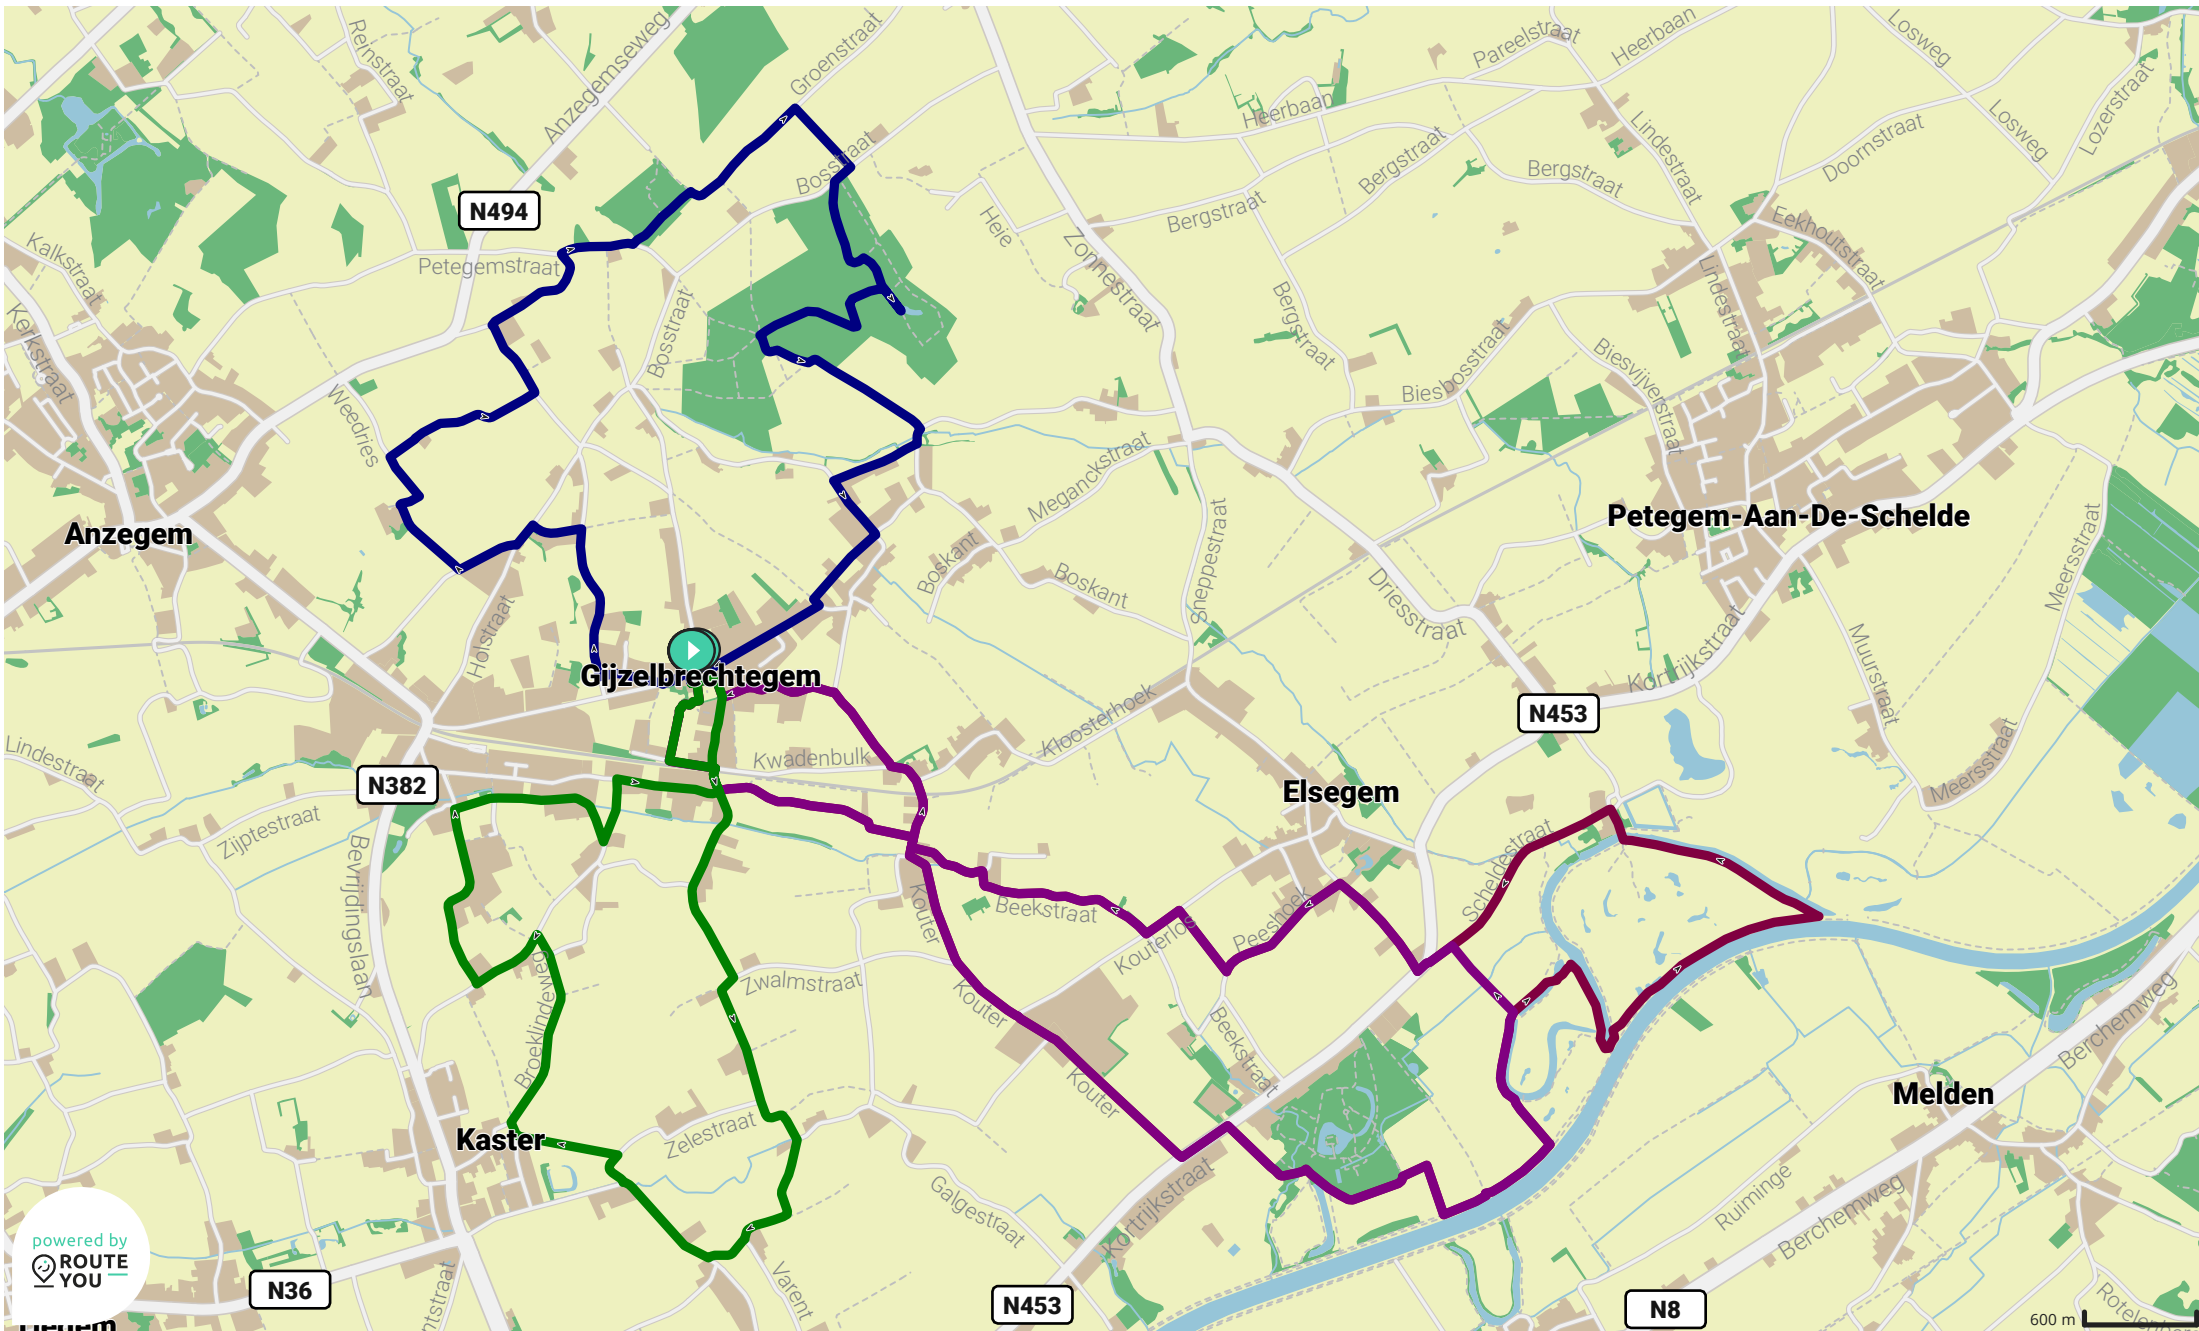 Reinstraat
Anzegemseweg
Groenstraat
Pareelstraat
Heerbaan
Losweg
Heerbaan
Lindestraat
Doornstraat
Losweg
Lozerstraat
Bosstraat
Bergstraat
Bergstraat
Bergstraat
N494
Heie
Zonnestraat
Eekhoutstraat
Kalkstraat
Petegemstraat
Lindestraat
Kerkstraat
Bosstraat
Bergstraat
Biesbosstraat
Biesvijverstraat
Weedries
Meganckstraat
Anzegem
Petegem-Aan-De-Schelde
Sneppestraat
Meersstraat
Boskant
Boskant
Driesstraat
Holstraat
Muurstraat
Kortrijkstraat
Gijzelbrechtegem
Kloosterhoek
N453
Lindestraat
Kwadenbulk
Meersstraat
N382
Elsegem
Zijptestraat
Bevrijdingslaan
Scheldestraat
Beekstraat
Kouter
Peeshoek
Kouterlos
Zwalmstraat
Kouter
Broeklindeweg
Beekstraat
Berchemweg
Kouter
Melden
Kaster
Zelestraat
Galgestraat
Kortrijkstraat
Ruiminge
Berchemweg
powered by
ROUTE
YOU
N36
Varent
N453
N8
600 m